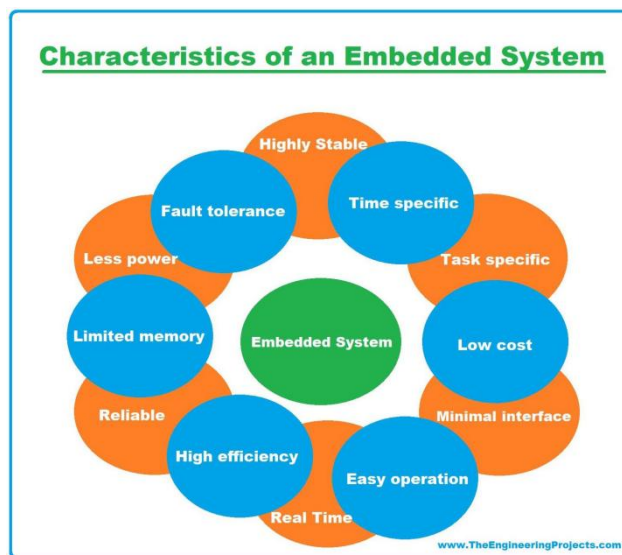 Characteristics of an Embedded System
Highly Stable
Fault tolerance
Time specific
Less power
Task specific
Limited memory
Embedded System
Low cost
Reliable
Minimal interface
High efficiency
Easy operation
Real Time
www.TheEngineeringProjects.com